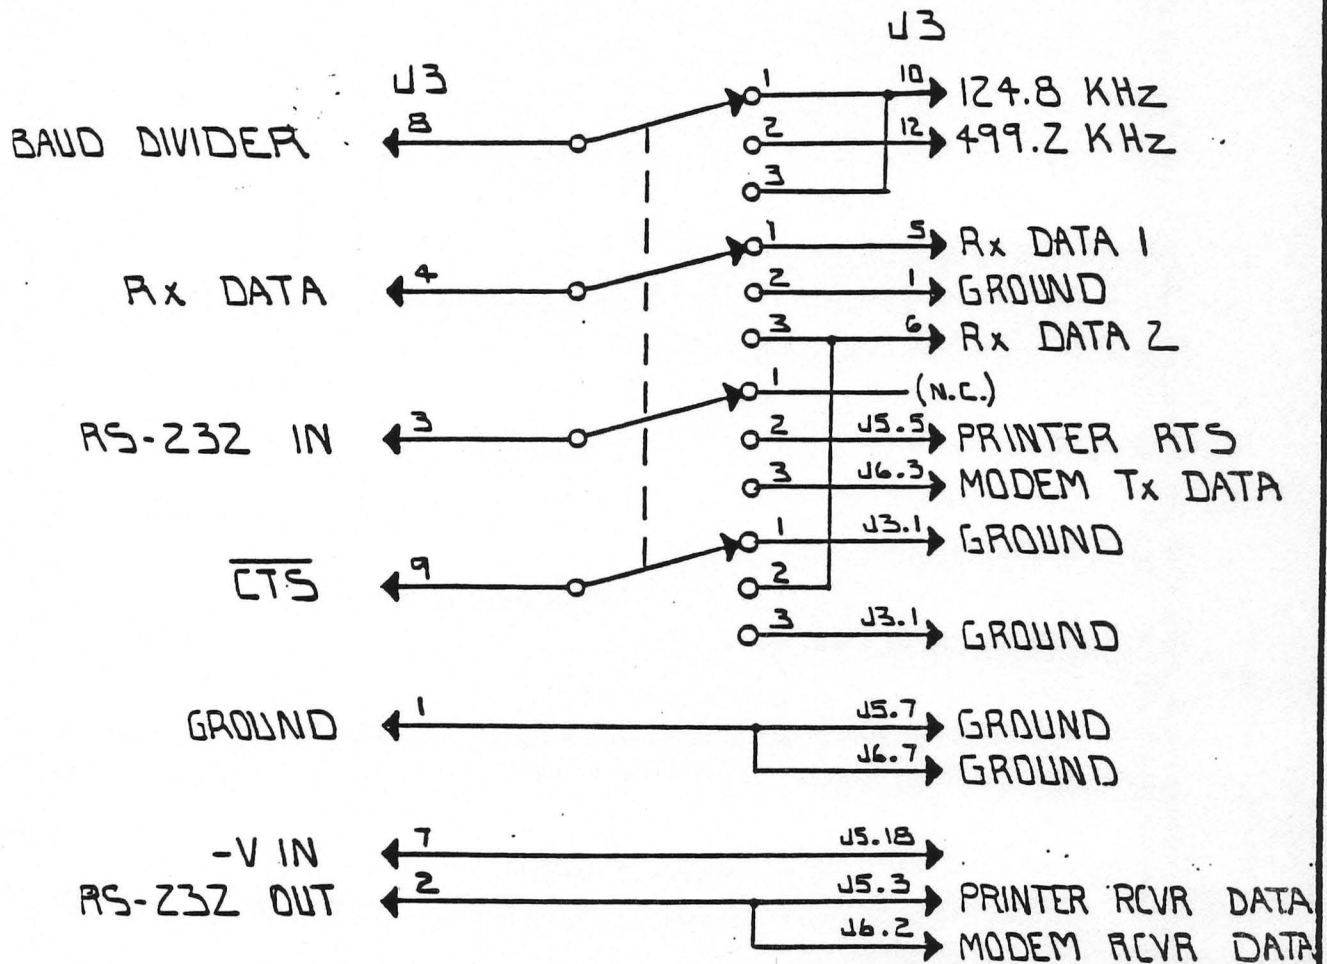 J3
J3
1 10 124.8 KHz
BAUD DIVIDER 8 2 12 499.2 KHz
3
1 5 Rx DATA 1
Rx DATA 4 2 1 GROUND
3 6 Rx DATA 2
1 (N.C.)
RS-232 IN 3 2 J5.5 PRINTER RTS
3 J6.3 MODEM Tx DATA
1 J3.1 GROUND
CTS 9 2
3 J3.1 GROUND
GROUND 1 J5.7 GROUND
J6.7 GROUND
-V IN 7 J5.18
RS-232 OUT 2 J5.3 PRINTER RCVR DATA
J6.2 MODEM RCVR DATA